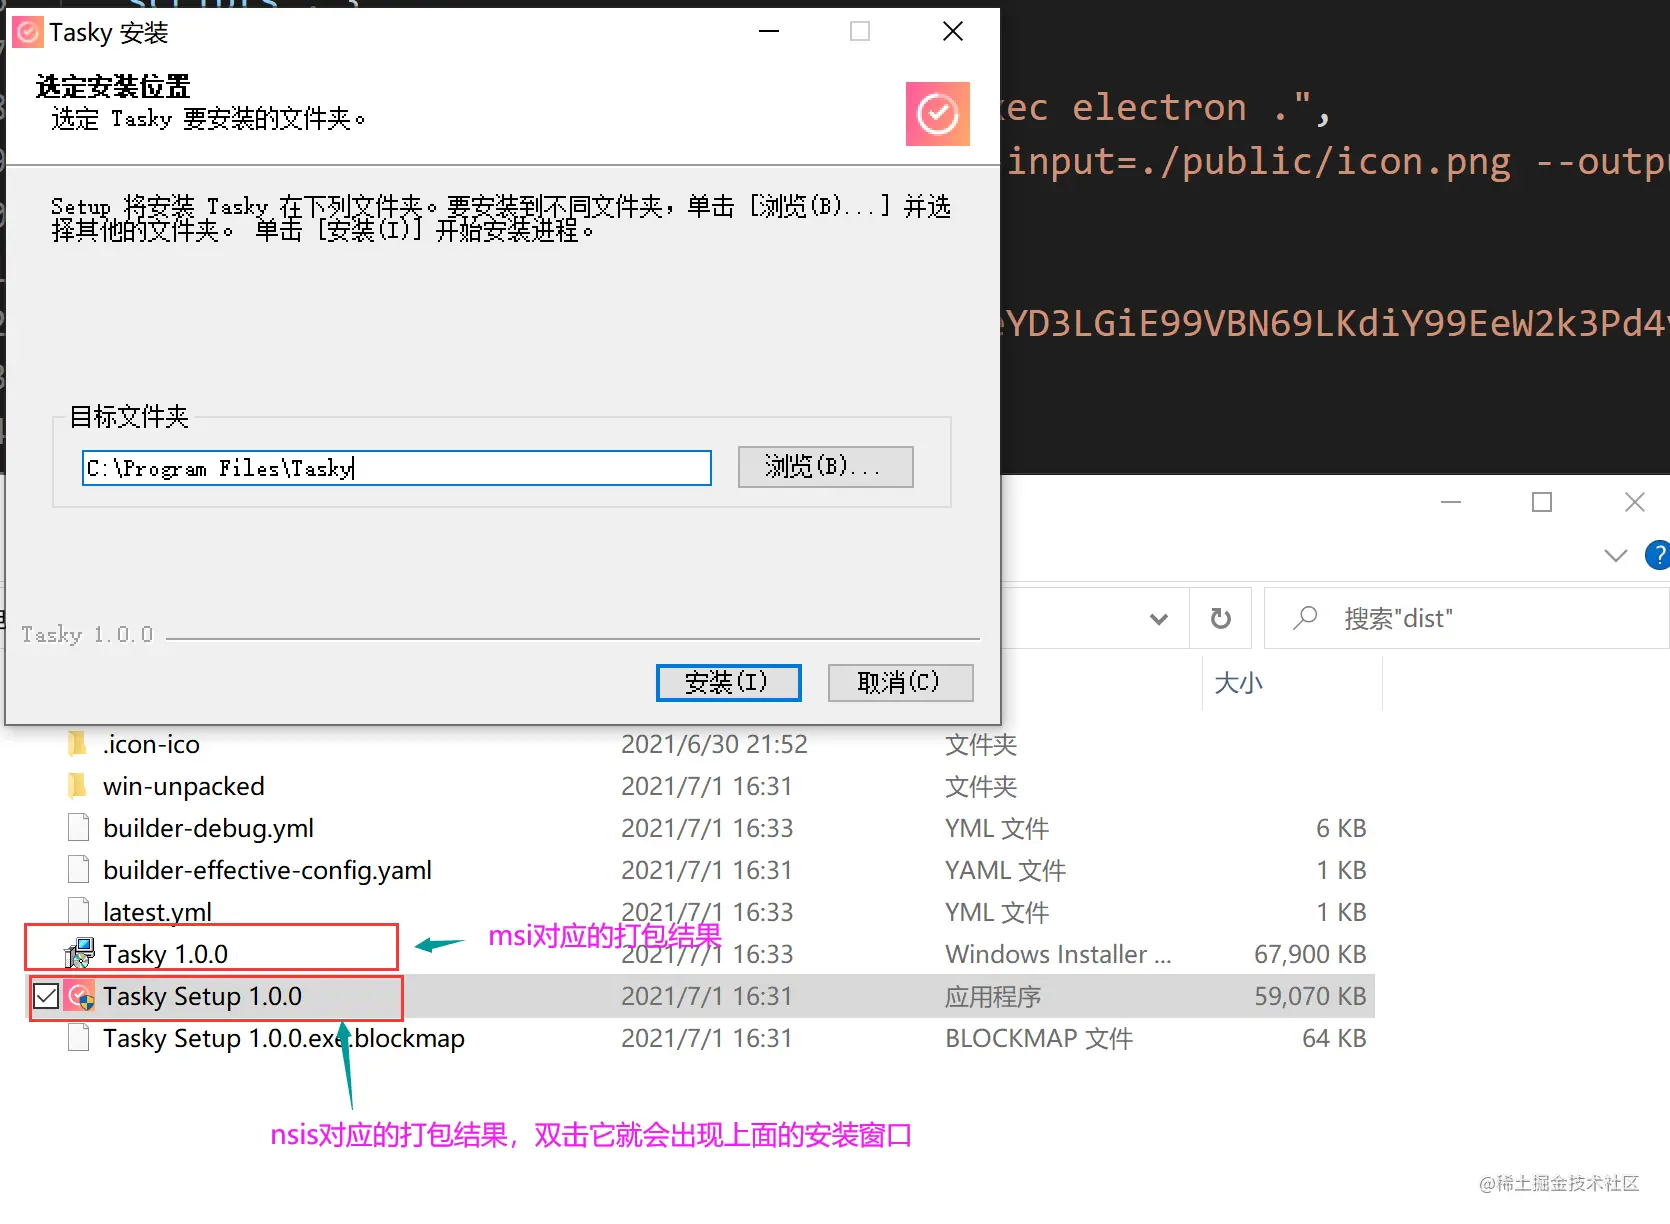 Tasky 安装
选定安装位置
选定 Tasky 要安装的文件夹。
Setup 将安装 Tasky 在下列文件夹。要安装到不同文件夹，单击 [浏览(B)...] 并选
择其他的文件夹。 单击 [安装(I)] 开始安装进程。
目标文件夹
C:\Program Files\Tasky
浏览(B)...
Tasky 1.0.0
安装(I)
取消(C)
ec electron .",
input=./public/icon.png --outp
YD3LGiE99VBN69LKdiY99EeW2k3Pd4
?
搜索"dist"
大小
.icon-ico 2021/6/30 21:52 文件夹
win-unpacked 2021/7/1 16:31 文件夹
builder-debug.yml 2021/7/1 16:33 YML 文件 6 KB
builder-effective-config.yaml 2021/7/1 16:31 YAML 文件 1 KB
latest.yml 2021/7/1 16:33 YML 文件 1 KB
msi对应的打包结果
Tasky 1.0.0 2021/7/1 16:33 Windows Installer ... 67,900 KB
Tasky Setup 1.0.0 2021/7/1 16:31 应用程序 59,070 KB
Tasky Setup 1.0.0.exe.blockmap 2021/7/1 16:31 BLOCKMAP 文件 64 KB
nsis对应的打包结果，双击它就会出现上面的安装窗口
@稀土掘金技术社区